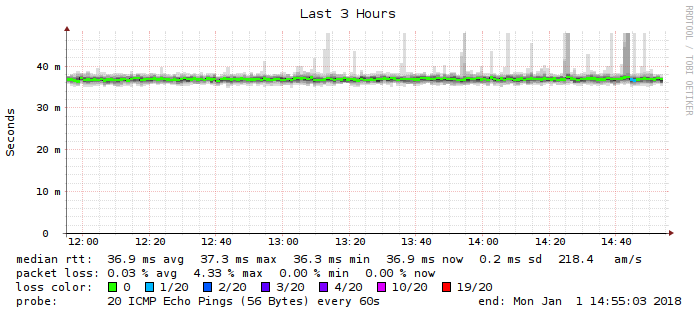 Last 3 Hours
RRDTOOL / TOBI OETIKER
Seconds
40 m
30 m
20 m
10 m
0
12:00 12:20 12:40 13:00 13:20 13:40 14:00 14:20 14:40
median rtt: 36.9 ms avg 37.3 ms max 36.3 ms min 36.9 ms now 0.2 ms sd 218.4 am/s
packet loss: 0.03 % avg 4.33 % max 0.00 % min 0.00 % now
loss color: 0 1/20 2/20 3/20 4/20 10/20 19/20
probe: 20 ICMP Echo Pings (56 Bytes) every 60s end: Mon Jan 1 14:55:03 2018